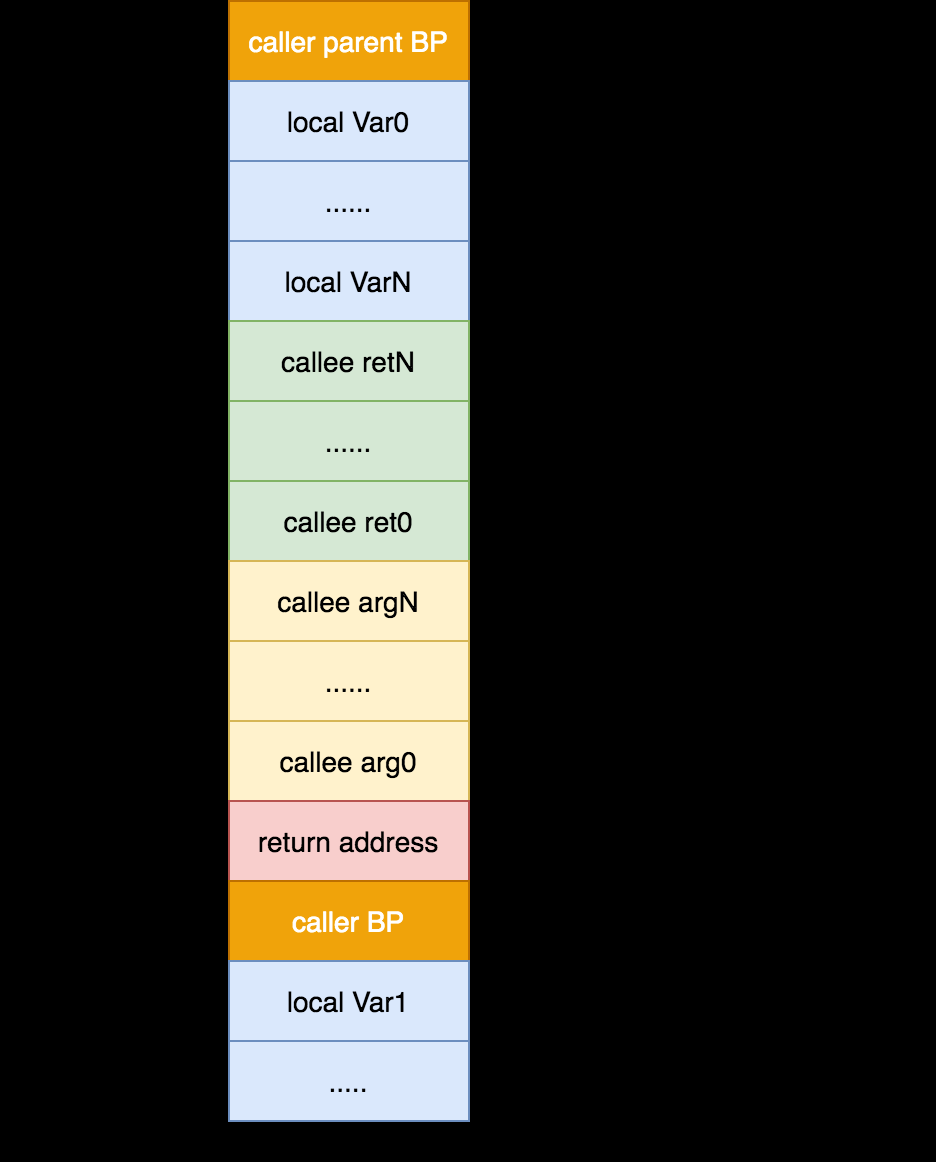 caller parent BP
local Var0
......
local VarN
callee retN
......
callee ret0
callee argN
......
callee arg0
return address
caller BP
local Var1
.....